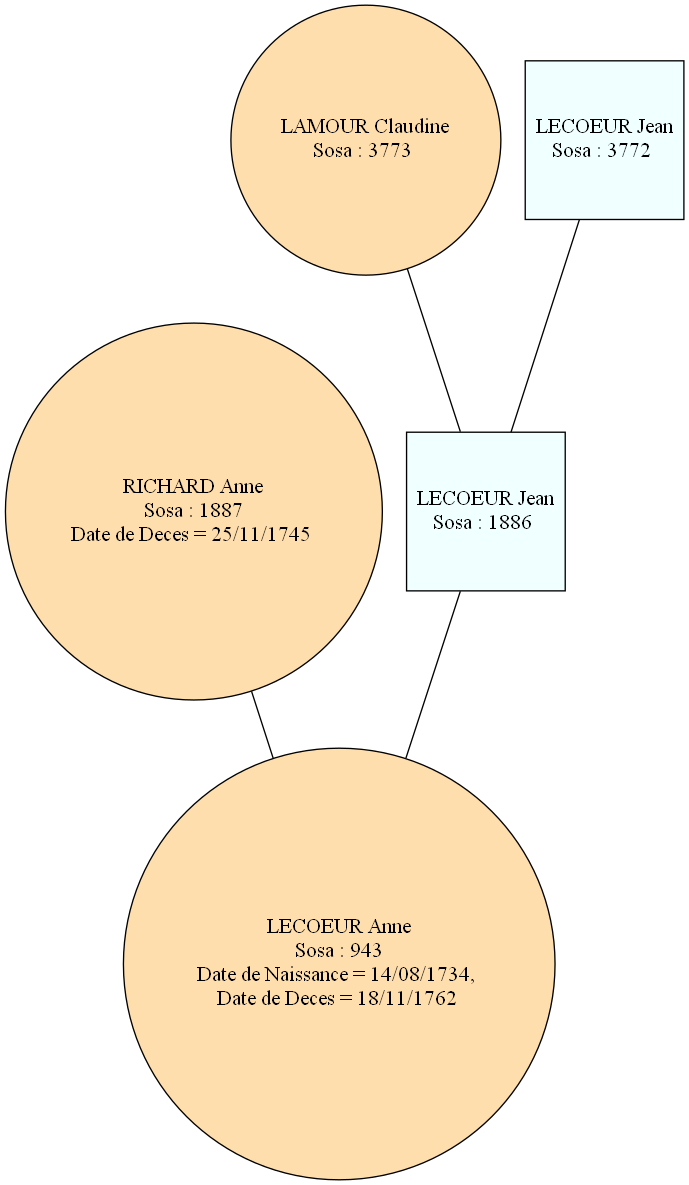 LAMOUR Claudine
Sosa : 3773
LECOEUR Jean
Sosa : 3772
RICHARD Anne
Sosa : 1887
Date de Deces = 25/11/1745
LECOEUR Jean
Sosa : 1886
LECOEUR Anne
Sosa : 943
Date de Naissance = 14/08/1734,
Date de Deces = 18/11/1762